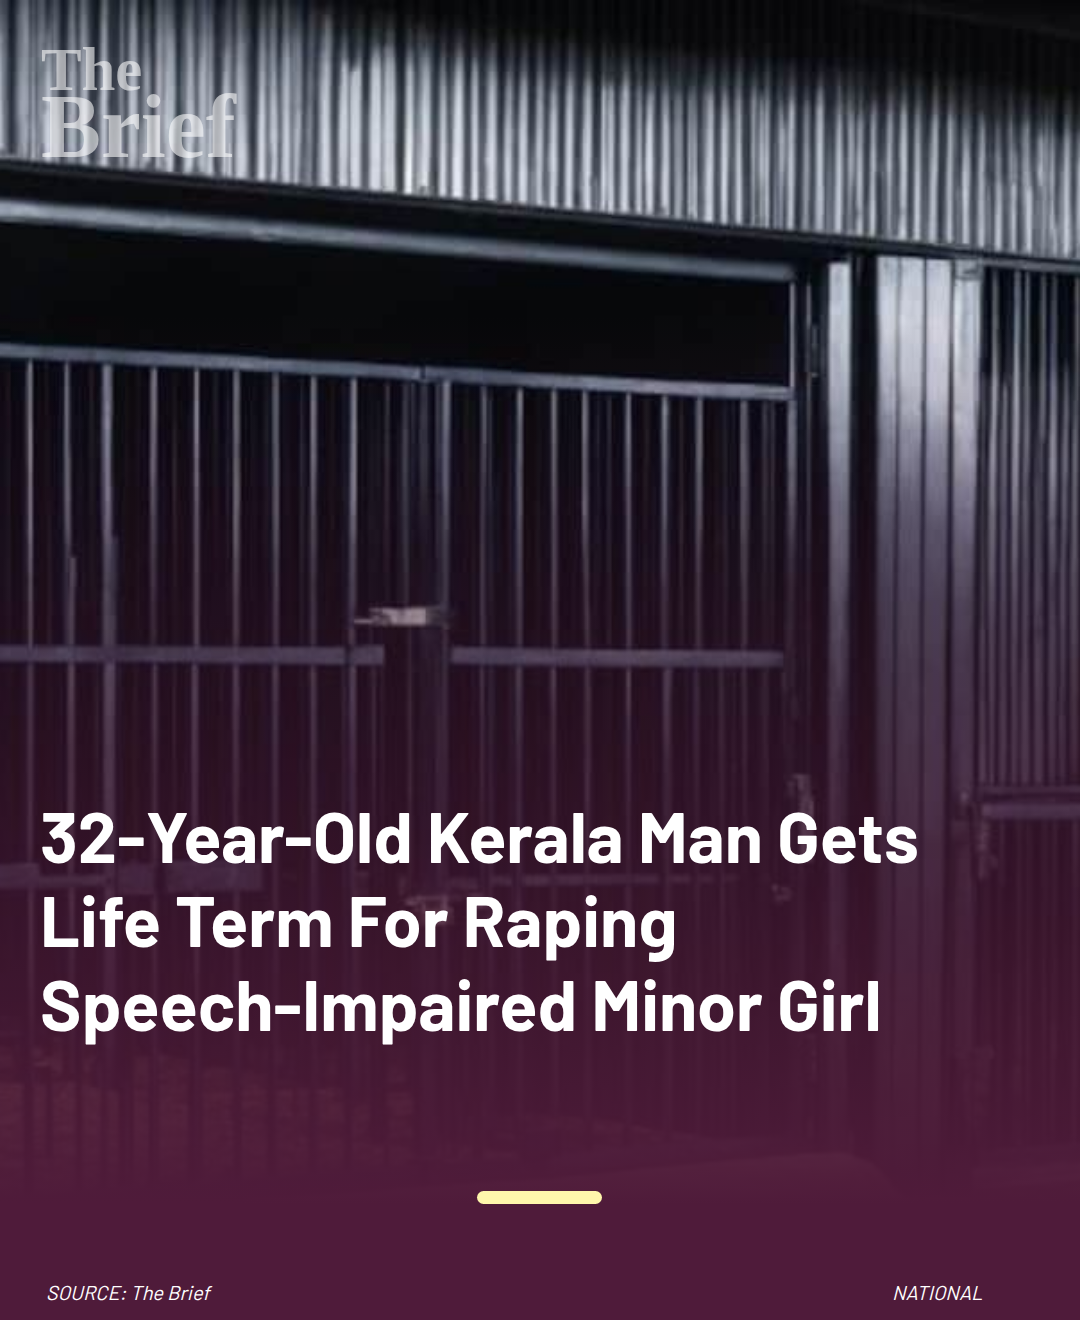 The
Brief
32-Year-Old Kerala Man Gets
Life Term For Raping
Speech-Impaired Minor Girl
SOURCE: The Brief
NATIONAL